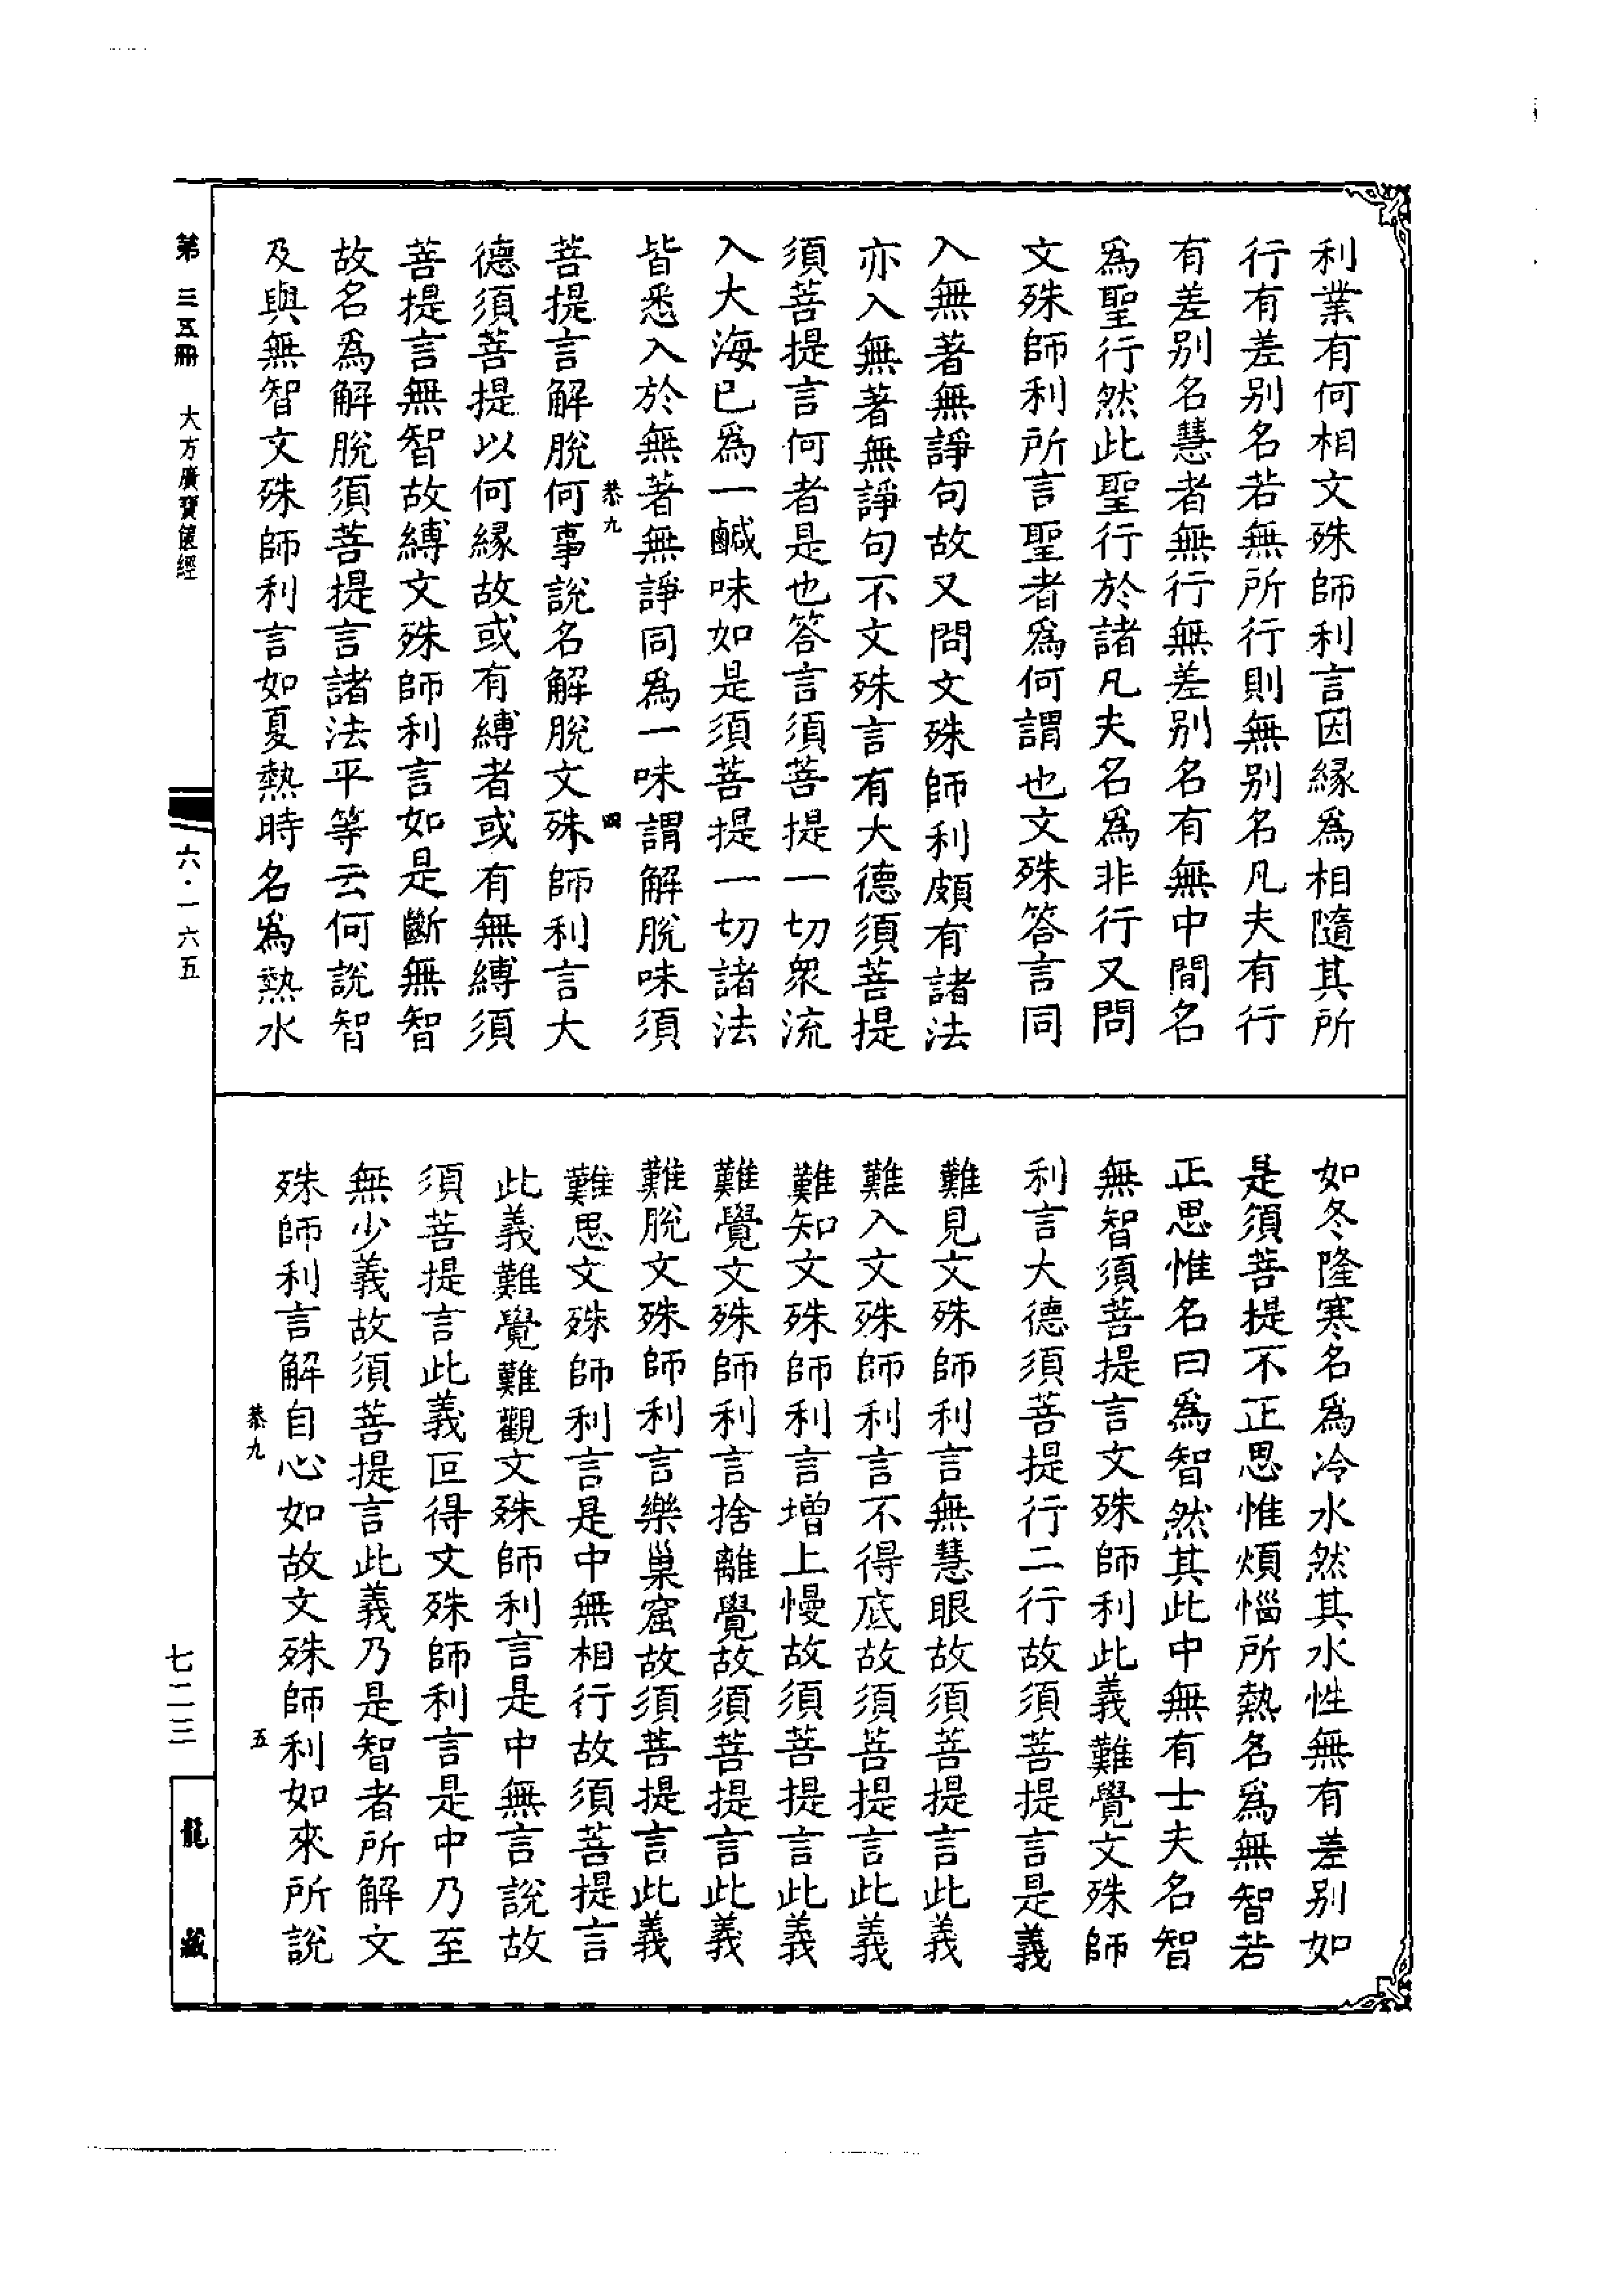 利業有何相文殊師利言因緣為相隨其所
行有差別名若無所行則無別名凡夫有行
有差別名慧者無行無差別名有無中間名
為聖行然此聖行於諸凡夫名為非行又問
文殊師利所言聖者為何謂也文殊答言同
入無著無諍句故又問文殊師利頗有諸法
亦入無著無諍句不文殊言有大德須菩提
須菩提言何者是也答言須菩提一切眾流
入大海已為一鹹味如是須菩提一切諸法
皆悉入於無著無諍同為一味謂解脫味須
恭九 四
菩提言解脫何事說名解脫文殊師利言大
德須菩提以何緣故或有縛者或有無縛須
菩提言無智故縛文殊師利言如是斷無智
故名為解脫須菩提言諸法平等云何說智
及與無智文殊師利言如夏熱時名為熱水
如冬隆寒名為冷水然其水性無有差別如
是須菩提不正思惟煩惱所熱名為無智若
正思惟名曰為智然其此中無有士夫名智
無智須菩提言文殊師利此義難覺文殊師
利言大德須菩提行二行故須菩提言是義
難見文殊師利言無慧眼故須菩提言此義
難入文殊師利言不得底故須菩提言此義
難知文殊師利言增上慢故須菩提言此義
難覺文殊師利言捨離覺故須菩提言此義
難脫文殊師利言樂巢窟故須菩提言此義
難思文殊師利言是中無相行故須菩提言
此義難覺難觀文殊師利言是中無言說故
須菩提言此義叵得文殊師利言是中乃至
無少義故須菩提言此義乃是智者所解文
殊師利言解自心如故文殊師利如來所說
恭九 五
第三五冊 大方廣寶篋經
六·一六五
七二三
龍藏